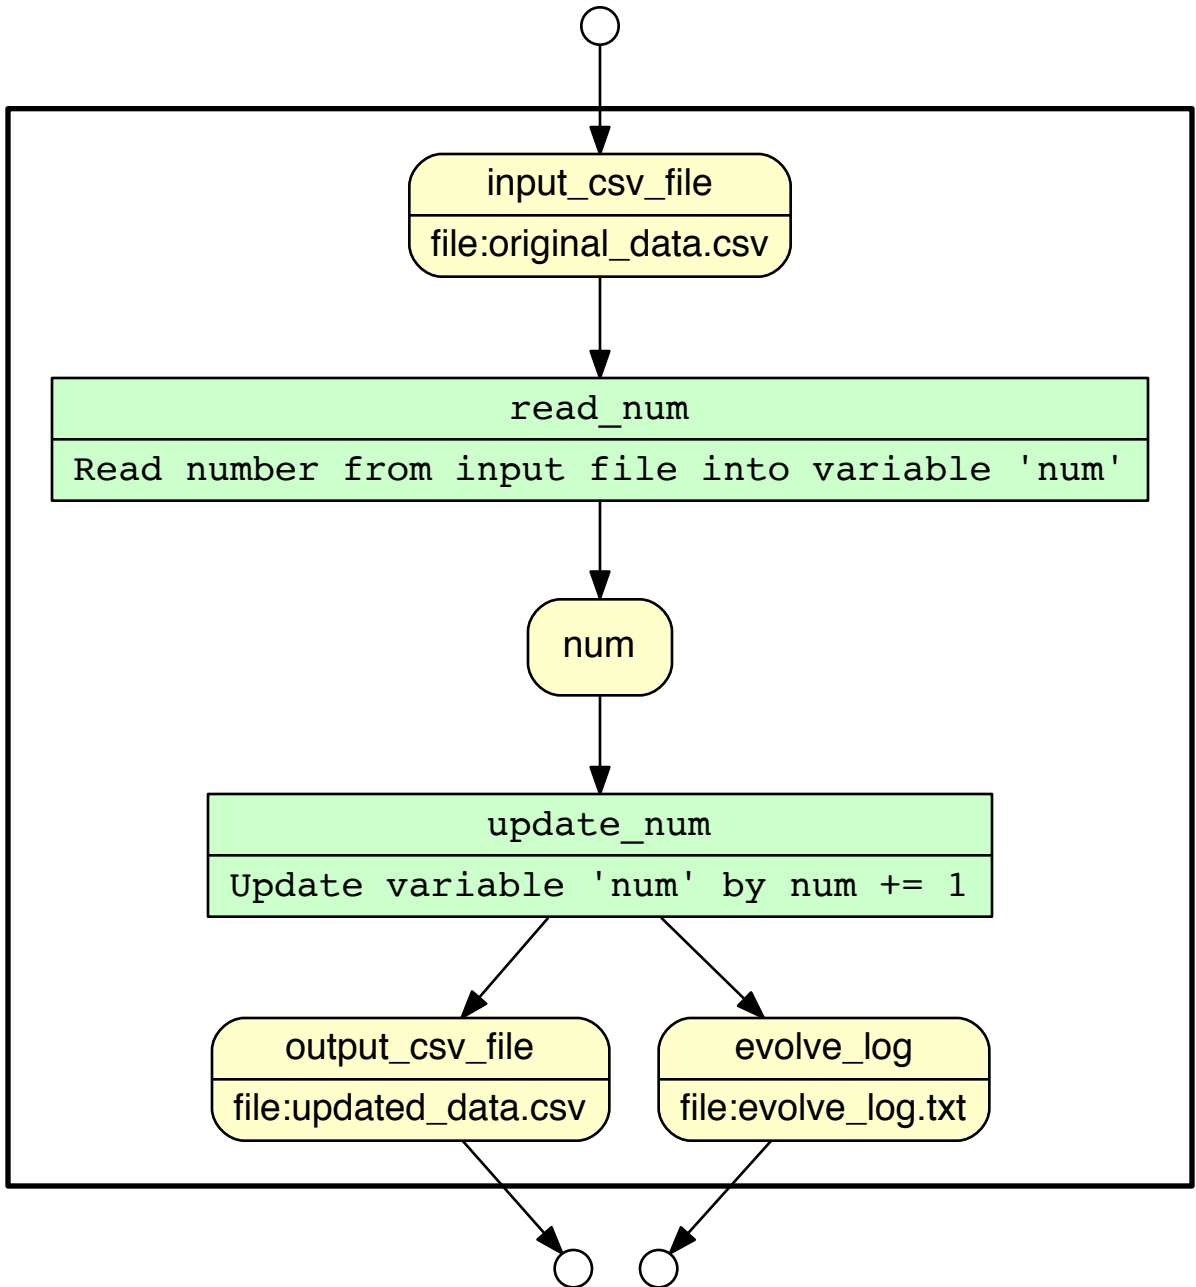 input_csv_file
file:original_data.csv
read_num
Read number from input file into variable 'num'
num
update_num
Update variable 'num' by num += 1
output_csv_file
file:updated_data.csv
evolve_log
file:evolve_log.txt